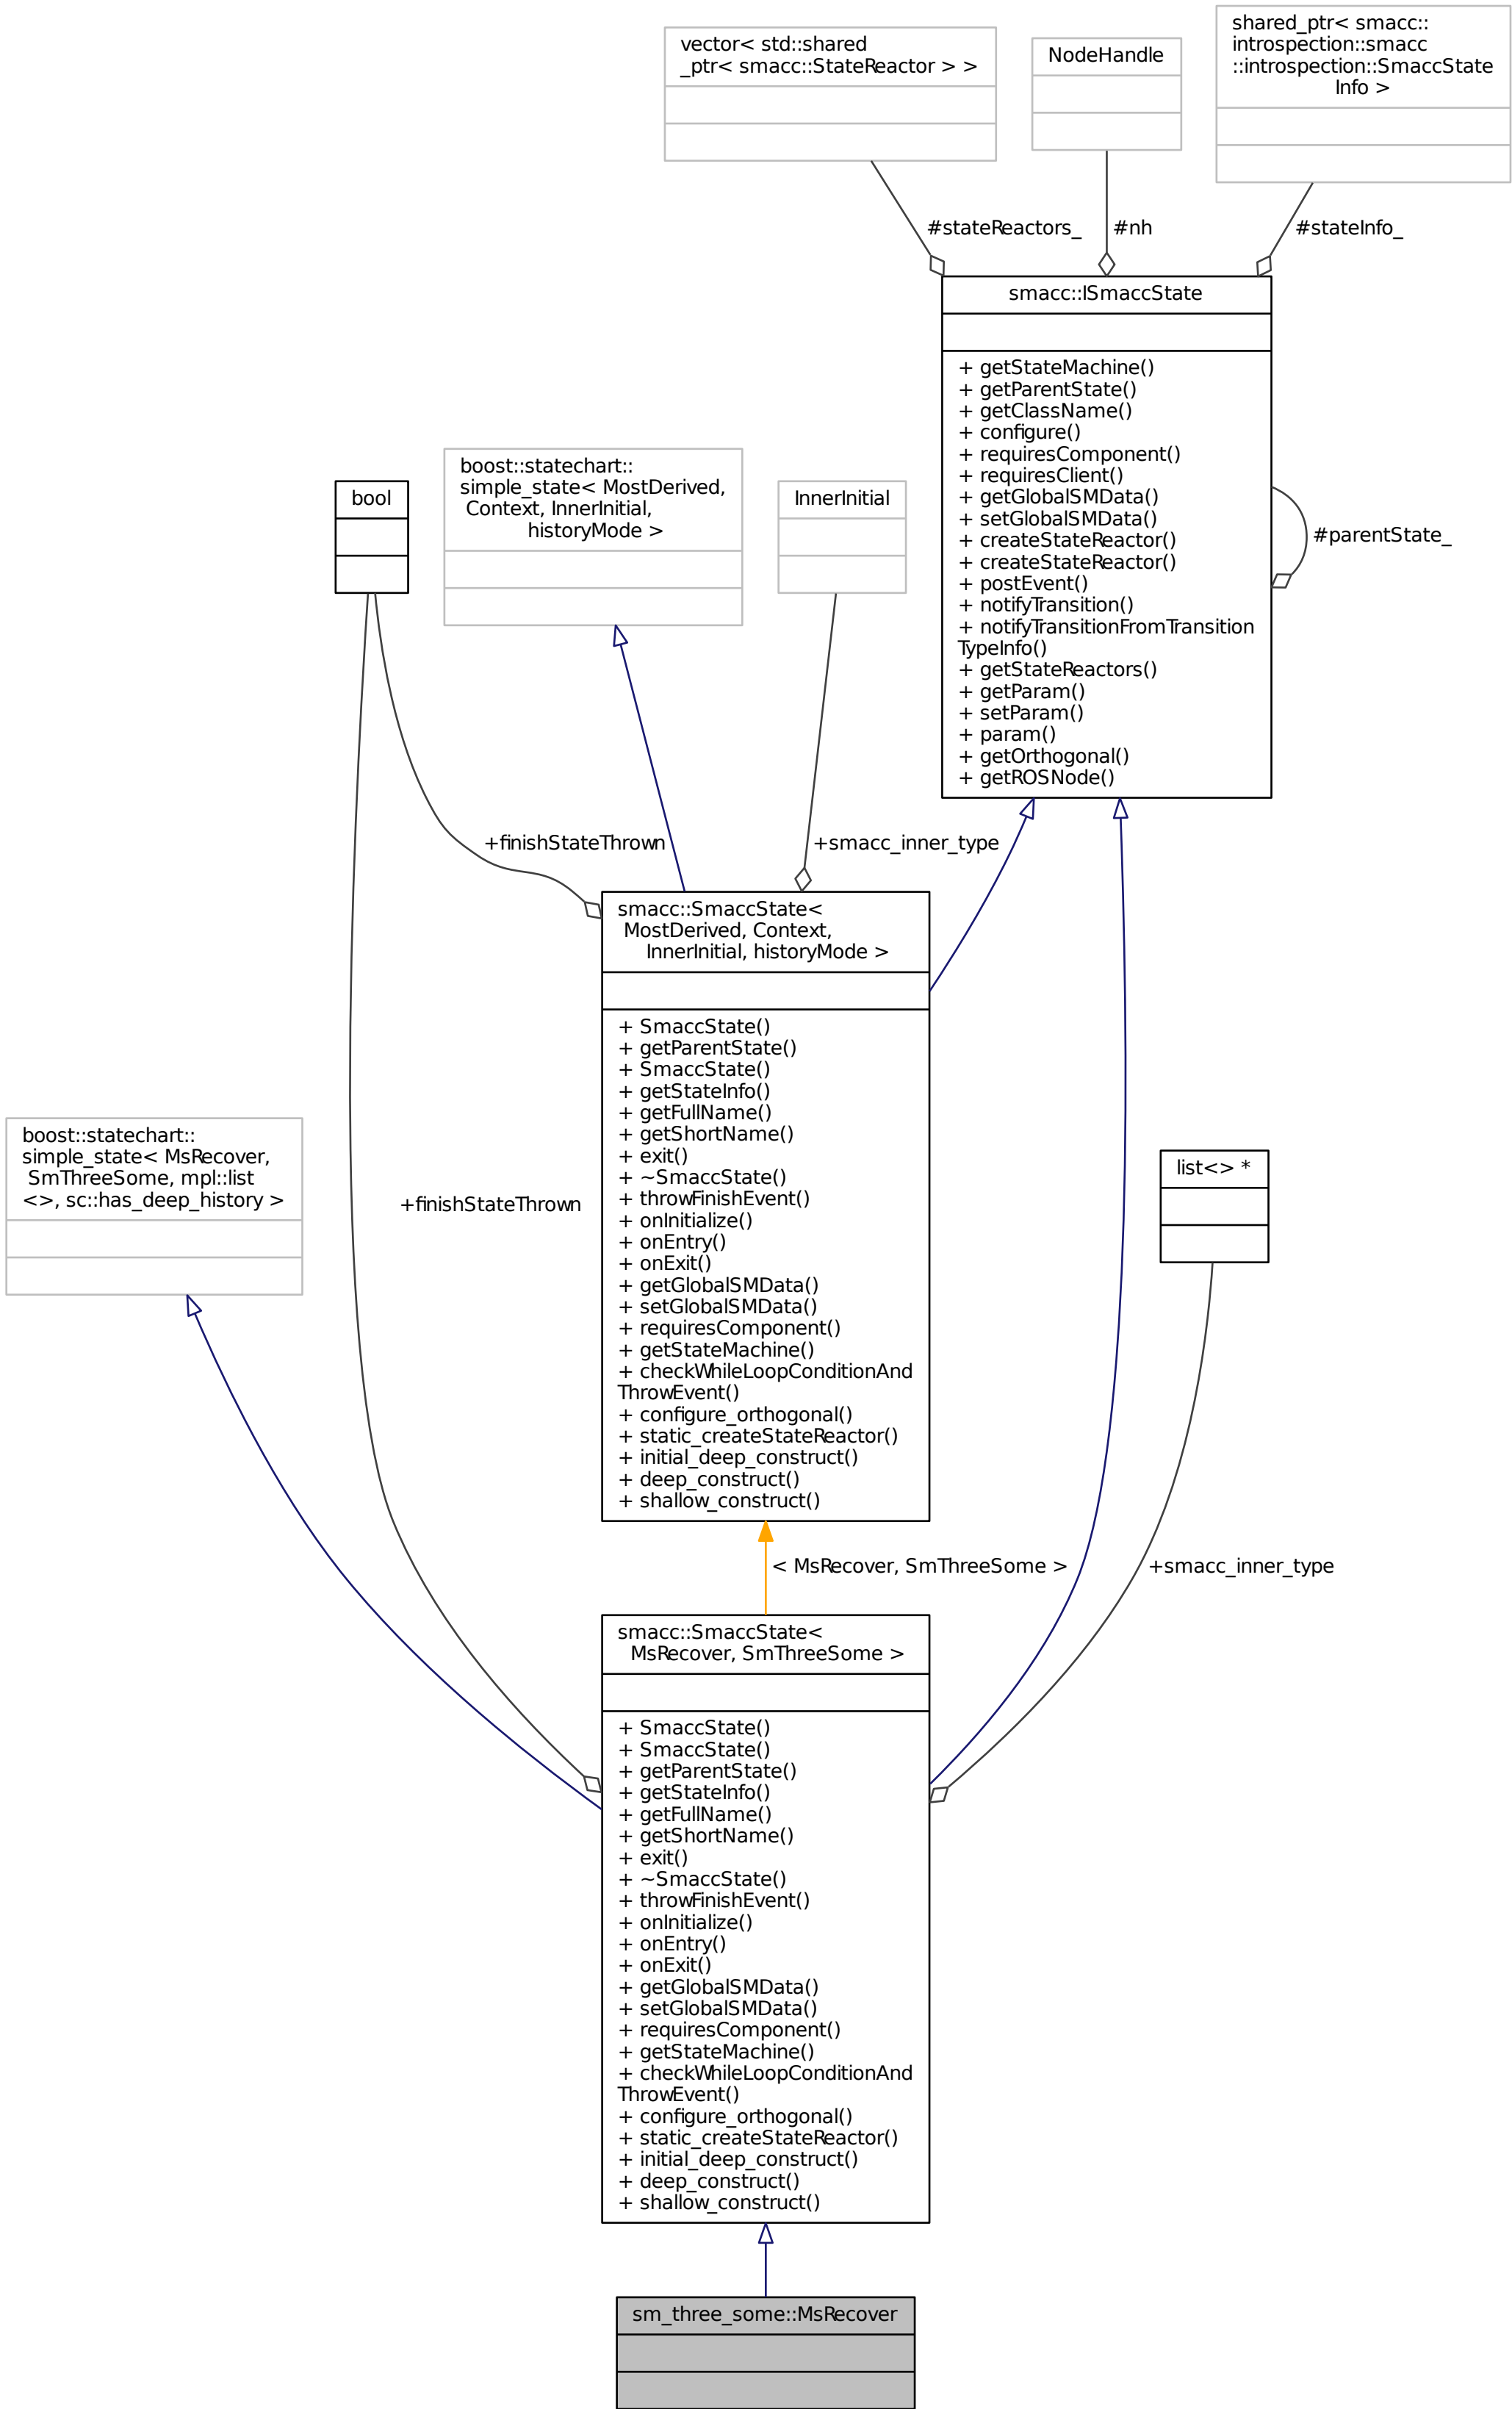 vector< std::shared
_ptr< smacc::StateReactor > >
NodeHandle
shared_ptr< smacc::
introspection::smacc
::introspection::SmaccState
Info >
#stateReactors_
#nh
#stateInfo_
smacc::ISmaccState
+ getStateMachine()
+ getParentState()
+ getClassName()
+ configure()
+ requiresComponent()
+ requiresClient()
+ getGlobalSMData()
+ setGlobalSMData()
+ createStateReactor()
+ createStateReactor()
+ postEvent()
+ notifyTransition()
+ notifyTransitionFromTransition
TypeInfo()
+ getStateReactors()
+ getParam()
+ setParam()
+ param()
+ getOrthogonal()
+ getROSNode()
#parentState_
bool
boost::statechart::
simple_state< MostDerived,
Context, InnerInitial,
historyMode >
InnerInitial
+finishStateThrown
+smacc_inner_type
smacc::SmaccState<
MostDerived, Context,
InnerInitial, historyMode >
+ SmaccState()
+ getParentState()
+ SmaccState()
+ getStateInfo()
+ getFullName()
+ getShortName()
+ exit()
+ ~SmaccState()
+ throwFinishEvent()
+ onInitialize()
+ onEntry()
+ onExit()
+ getGlobalSMData()
+ setGlobalSMData()
+ requiresComponent()
+ getStateMachine()
+ checkWhileLoopConditionAnd
ThrowEvent()
+ configure_orthogonal()
+ static_createStateReactor()
+ initial_deep_construct()
+ deep_construct()
+ shallow_construct()
boost::statechart::
simple_state< MsRecover,
SmThreeSome, mpl::list
<>, sc::has_deep_history >
+finishStateThrown
list<> *
< MsRecover, SmThreeSome >
+smacc_inner_type
smacc::SmaccState<
MsRecover, SmThreeSome >
+ SmaccState()
+ SmaccState()
+ getParentState()
+ getStateInfo()
+ getFullName()
+ getShortName()
+ exit()
+ ~SmaccState()
+ throwFinishEvent()
+ onInitialize()
+ onEntry()
+ onExit()
+ getGlobalSMData()
+ setGlobalSMData()
+ requiresComponent()
+ getStateMachine()
+ checkWhileLoopConditionAnd
ThrowEvent()
+ configure_orthogonal()
+ static_createStateReactor()
+ initial_deep_construct()
+ deep_construct()
+ shallow_construct()
sm_three_some::MsRecover